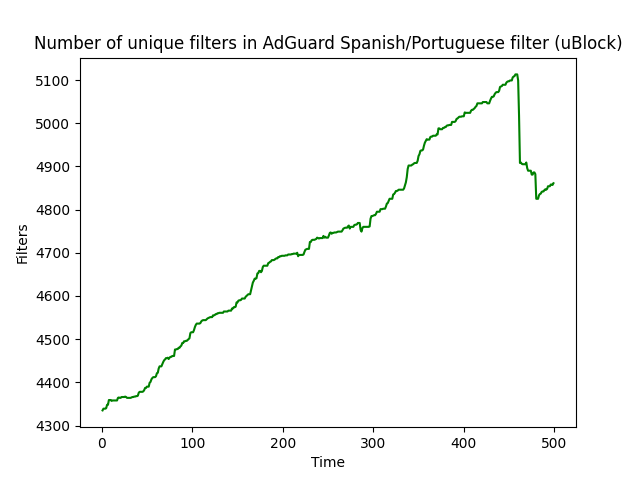 Number of unique filters in AdGuard Spanish/Portuguese filter (uBlock)
5100
5000
4900
4800
4700
4600
4500
4400
4300
Filters
0 100 200 300 400 500
Time